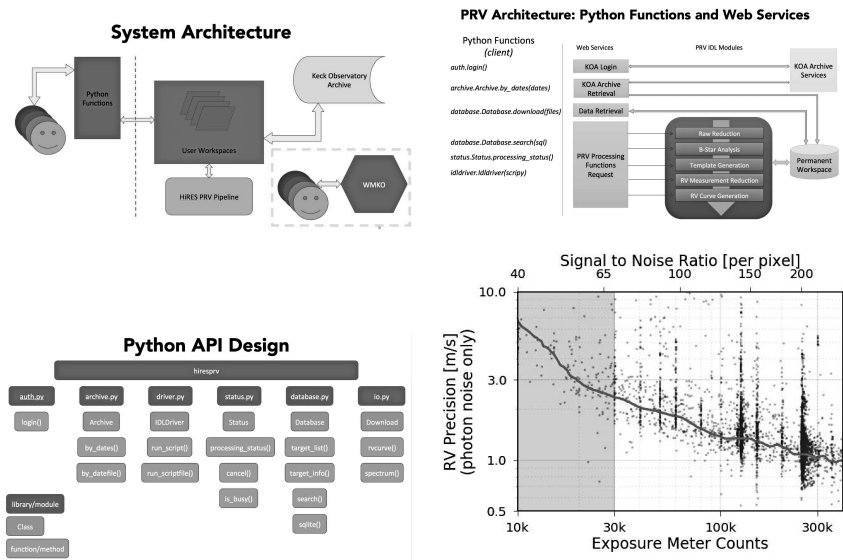 System Architecture
Python
Functions
Keck Observatory
Archive
User Workspaces
HIRES PRV Pipeline
WMKO
PRV Architecture: Python Functions and Web Services
Python Functions
(client)
Web Services
PRV IDL Modules
auth.login()
KOA Login
KOA Archive
Services
archive.Archive.by_dates(dates)
KOA Archive
Retrieval
database.Database.download(files)
Data Retrieval
database.Database.search(sql)
status.Status.processing_status()
idldriver.Idldriver(scripy)
PRV Processing
Functions
Request
Raw Reduction
B-Star Analysis
Template Generation
RV Measurement Reduction
RV Curve Generation
Permanent
Workspace
Python API Design
hiresprv
auth.py
archive.py
driver.py
status.py
database.py
io.py
login()
Archive
IDLDriver
Status
Database
Download
by_dates()
run_script()
processing_status()
target_list()
rvcurve()
by_datefile()
run_scriptfile()
cancel()
target_info()
spectrum()
is_busy()
search()
sqlite()
library/module
Class
function/method
Signal to Noise Ratio [per pixel]
40
65
100
150
200
RV Precision [m/s]
(photon noise only)
10.0
3.0
1.0
0.5
10k
30k
100k
300k
Exposure Meter Counts